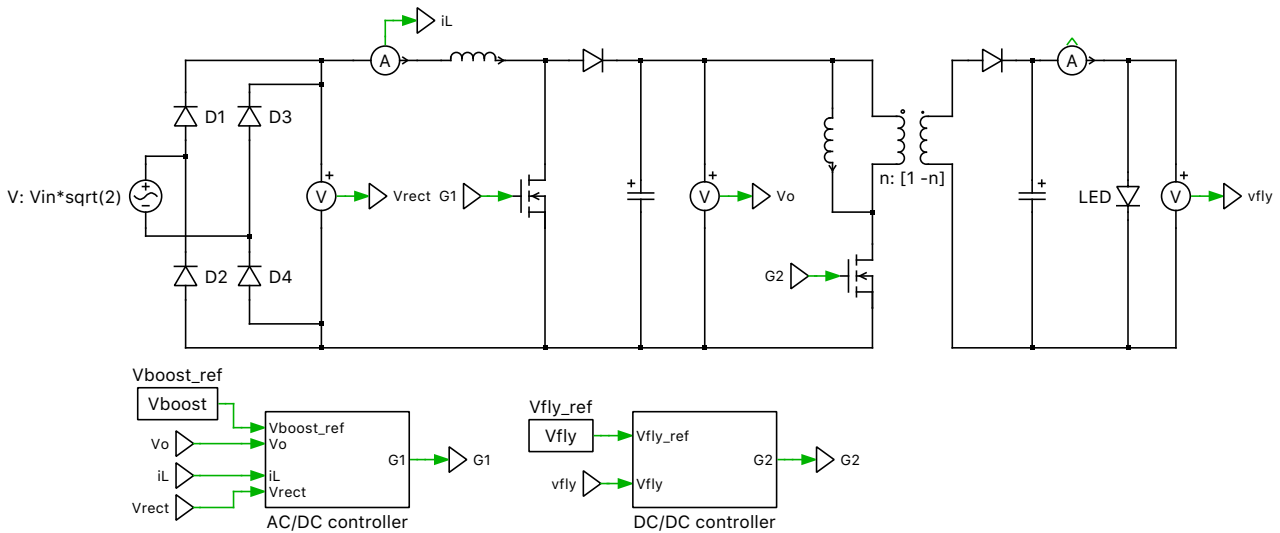 iL
A
A
D1
D3
n: [1 -n]
V: Vin*sqrt(2)
V
Vrect
G1
V
Vo
LED
V
vfly
D2
D4
G2
Vboost_ref
Vboost
Vboost_ref
Vo
Vo
iL
iL
Vrect
Vrect
G1
G1
AC/DC controller
Vfly_ref
Vfly
Vfly_ref
vfly
Vfly
G2
G2
DC/DC controller